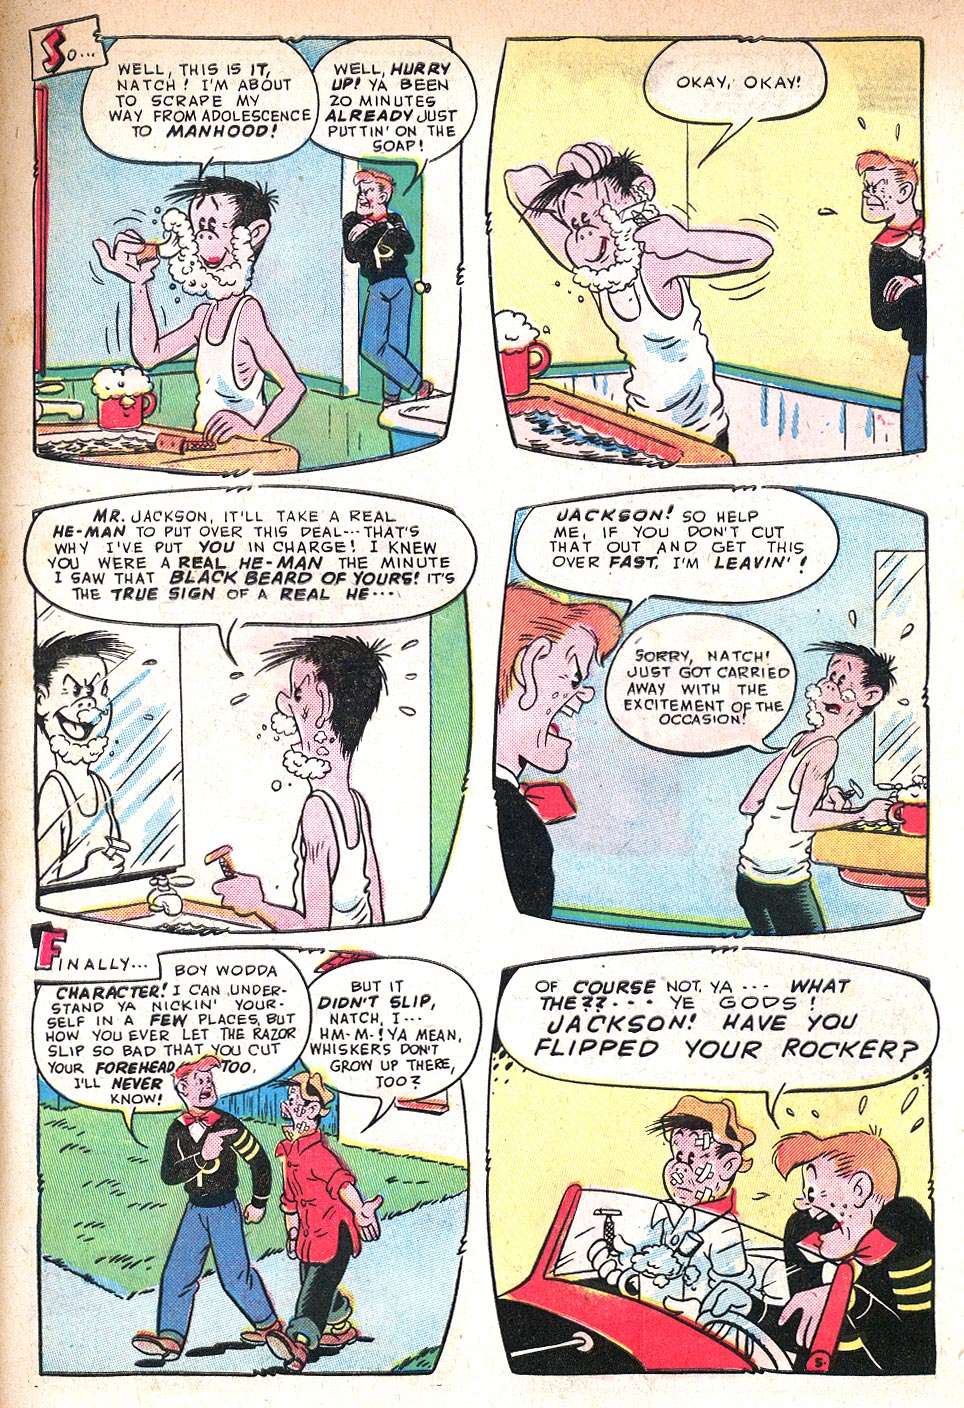 SO...
WELL, THIS IS IT,
NATCH! I'M ABOUT
TO SCRAPE MY
WAY FROM ADOLESCENCE
TO MANHOOD!
WELL, HURRY
UP! YA BEEN
20 MINUTES
ALREADY JUST
PUTTIN' ON THE
SOAP!
OKAY, OKAY!
MR. JACKSON, IT'LL TAKE A REAL
HE-MAN TO PUT OVER THIS DEAL---THAT'S
WHY I'VE PUT YOU IN CHARGE! I KNEW
YOU WERE A REAL HE-MAN THE MINUTE
I SAW THAT BLACK BEARD OF YOURS! IT'S
THE TRUE SIGN OF A REAL HE---
JACKSON! SO HELP
ME, IF YOU DON'T CUT
THAT OUT AND GET THIS
OVER FAST, I'M LEAVIN'!
SORRY, NATCH!
JUST GOT CARRIED
AWAY WITH THE
EXCITEMENT OF THE
OCCASION!
FINALLY...
BOY WODDA
CHARACTER! I CAN UNDER-
STAND YA NICKIN' YOUR-
SELF IN A FEW PLACES, BUT
HOW YOU EVER LET THE RAZOR
SLIP SO BAD THAT YOU CUT
YOUR FOREHEAD TOO,
I'LL NEVER
KNOW!
BUT IT
DIDN'T SLIP,
NATCH, I---
HM-M-! YA MEAN,
WHISKERS DON'T
GROW UP THERE,
TOO?
OF COURSE NOT, YA --- WHAT
THE??--- YE GODS!
JACKSON! HAVE YOU
FLIPPED YOUR ROCKER?
5